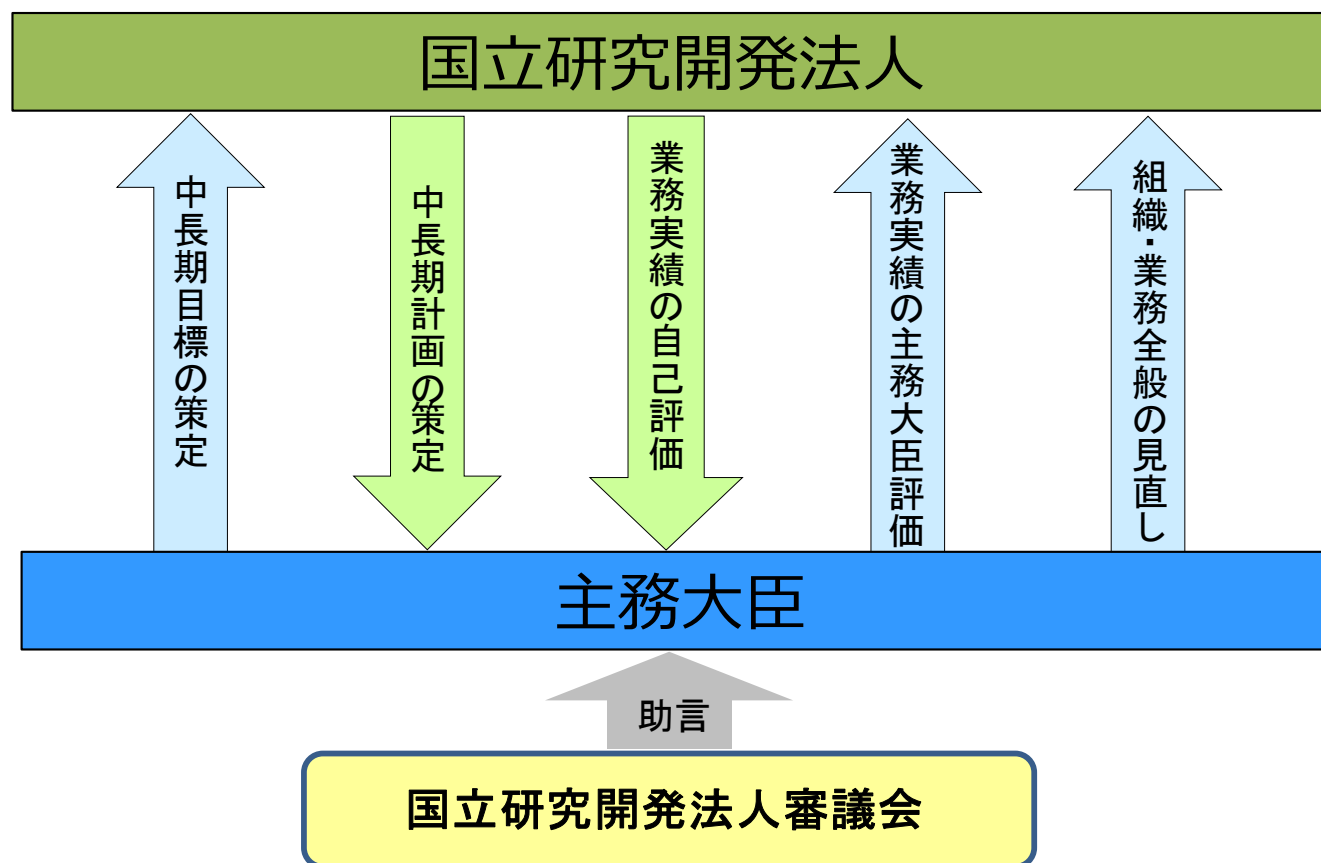 国立研究開発法人
中長期目標の策定
中長期計画の策定
業務実績の自己評価
業務実績の主務大臣評価
組織・業務全般の見直し
主務大臣
助言
国立研究開発法人審議会